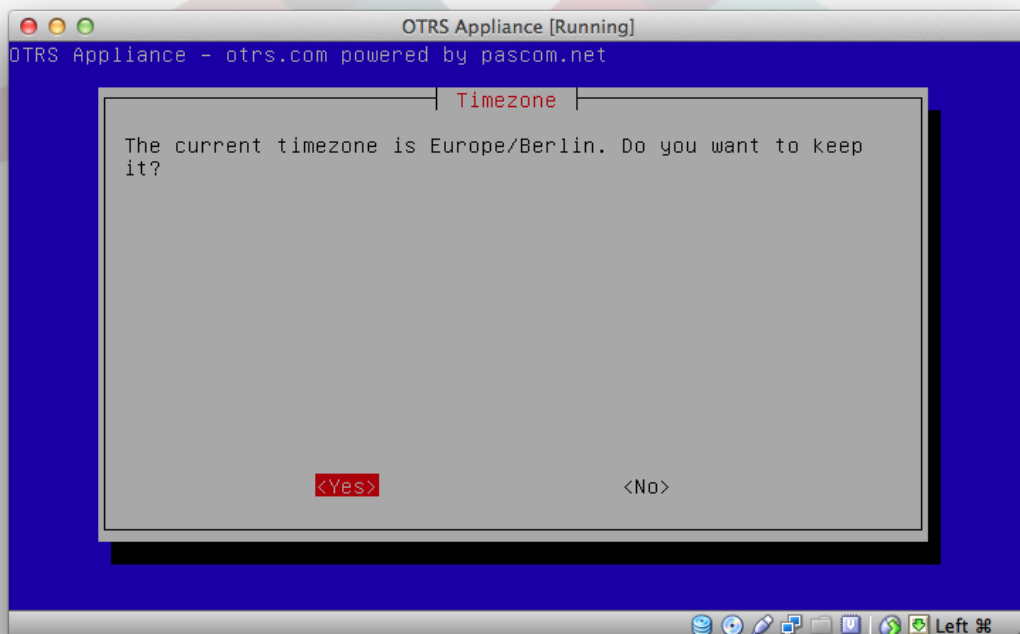 OTRS Appliance [Running]
OTRS Appliance – otrs.com powered by pascom.net
Timezone
The current timezone is Europe/Berlin. Do you want to keep
it?
<Yes> <No>
Left ⌘